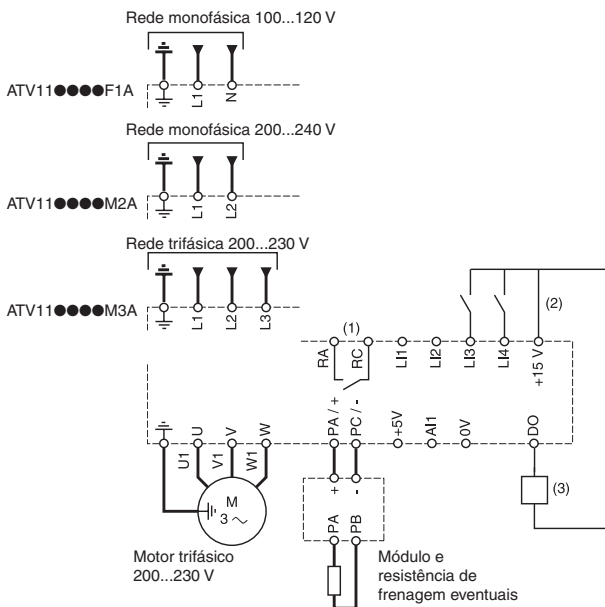 Rede monofásica 100...120 V
ATV11●●●●F1A
L1
N
Rede monofásica 200...240 V
ATV11●●●●M2A
L1
L2
Rede trifásica 200...230 V
ATV11●●●●M3A
L1
L2
L3
(1)
(2)
RA
RC
LI1
LI2
LI3
LI4
+15 V
U
V
W
PA / +
PC / -
+5V
AI1
0V
DO
U1
V1
W1
(3)
M
3 ~
+
-
PA
PB
Motor trifásico
200...230 V
Módulo e
resistência de
frenagem eventuais